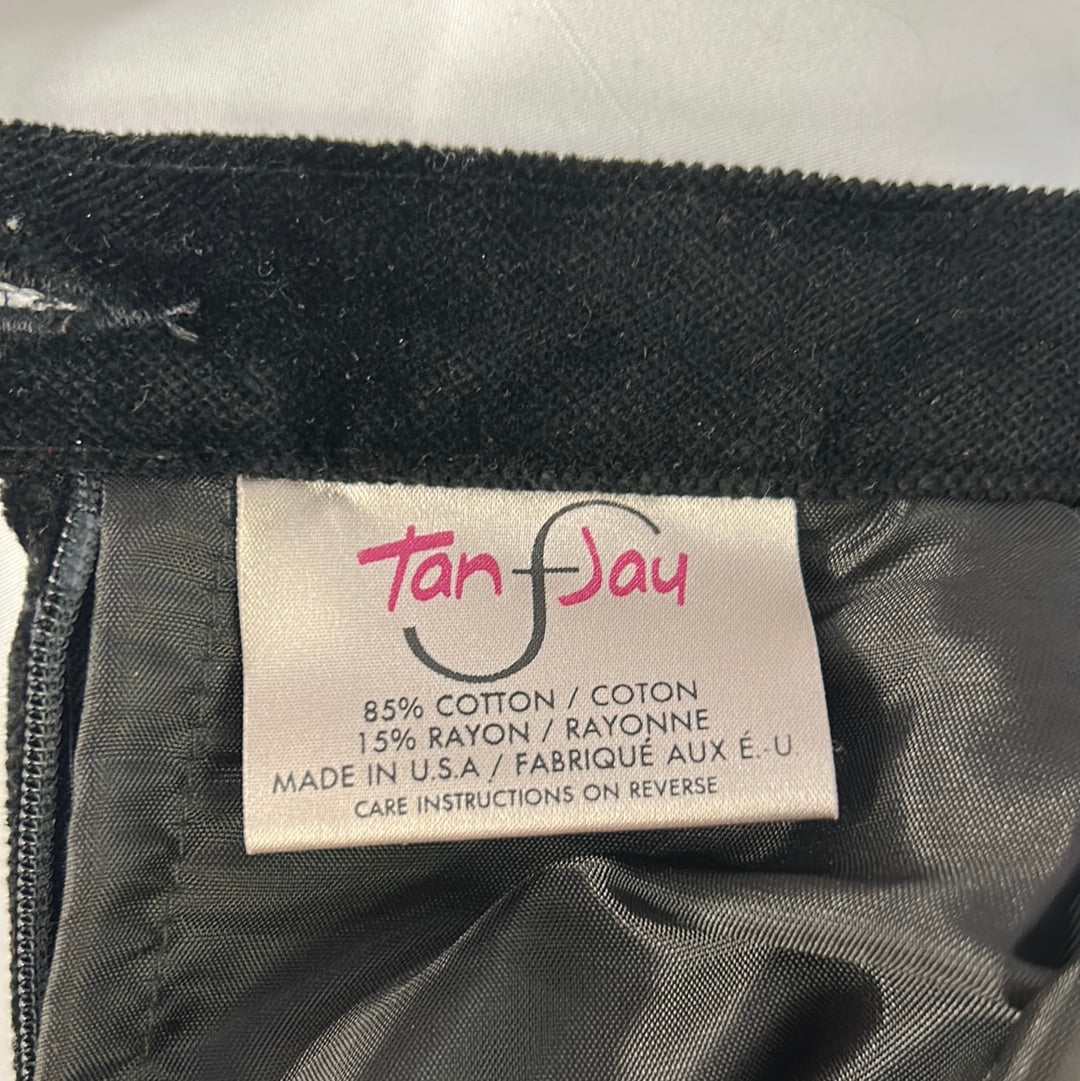 Tan Jay
85% COTTON / COTON
15% RAYON / RAYONNE
MADE IN U.S.A / FABRIQUÉ AUX É.-U
CARE INSTRUCTIONS ON REVERSE